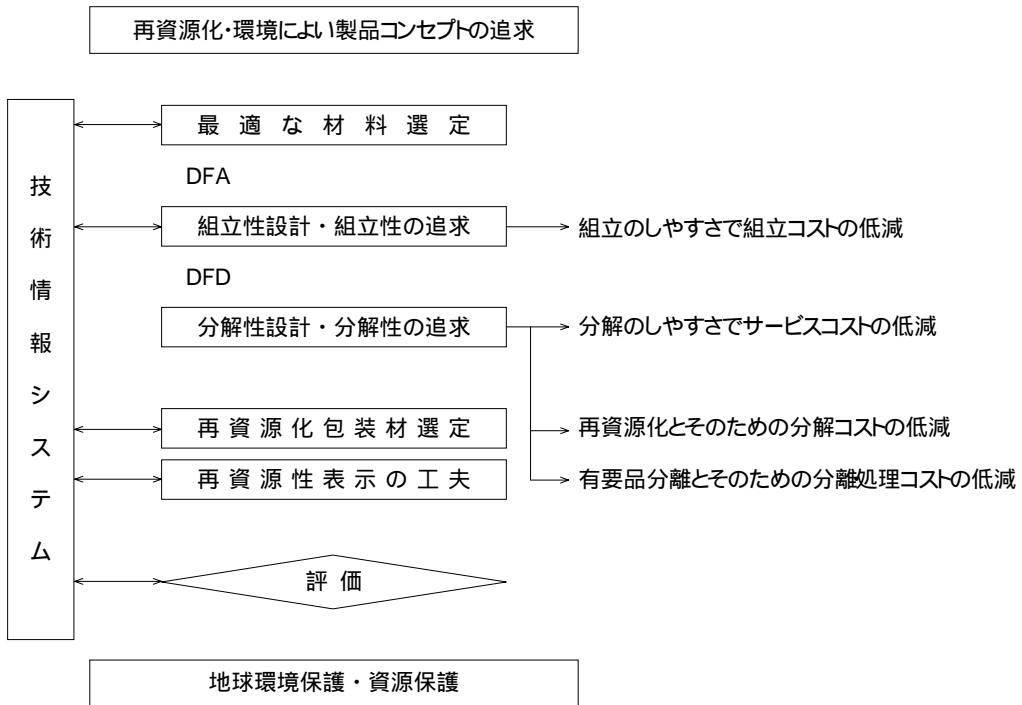 再資源化・環境によい製品コンセプトの追求
技術情報システム
最適な材料選定
DFA
組立性設計・組立性の追求
組立のしやすさで組立コストの低減
DFD
分解性設計・分解性の追求
分解のしやすさでサービスコストの低減
再資源化包装材選定
再資源化とそのための分解コストの低減
再資源性表示の工夫
有要品分離とそのための分離処理コストの低減
評価
地球環境保護・資源保護